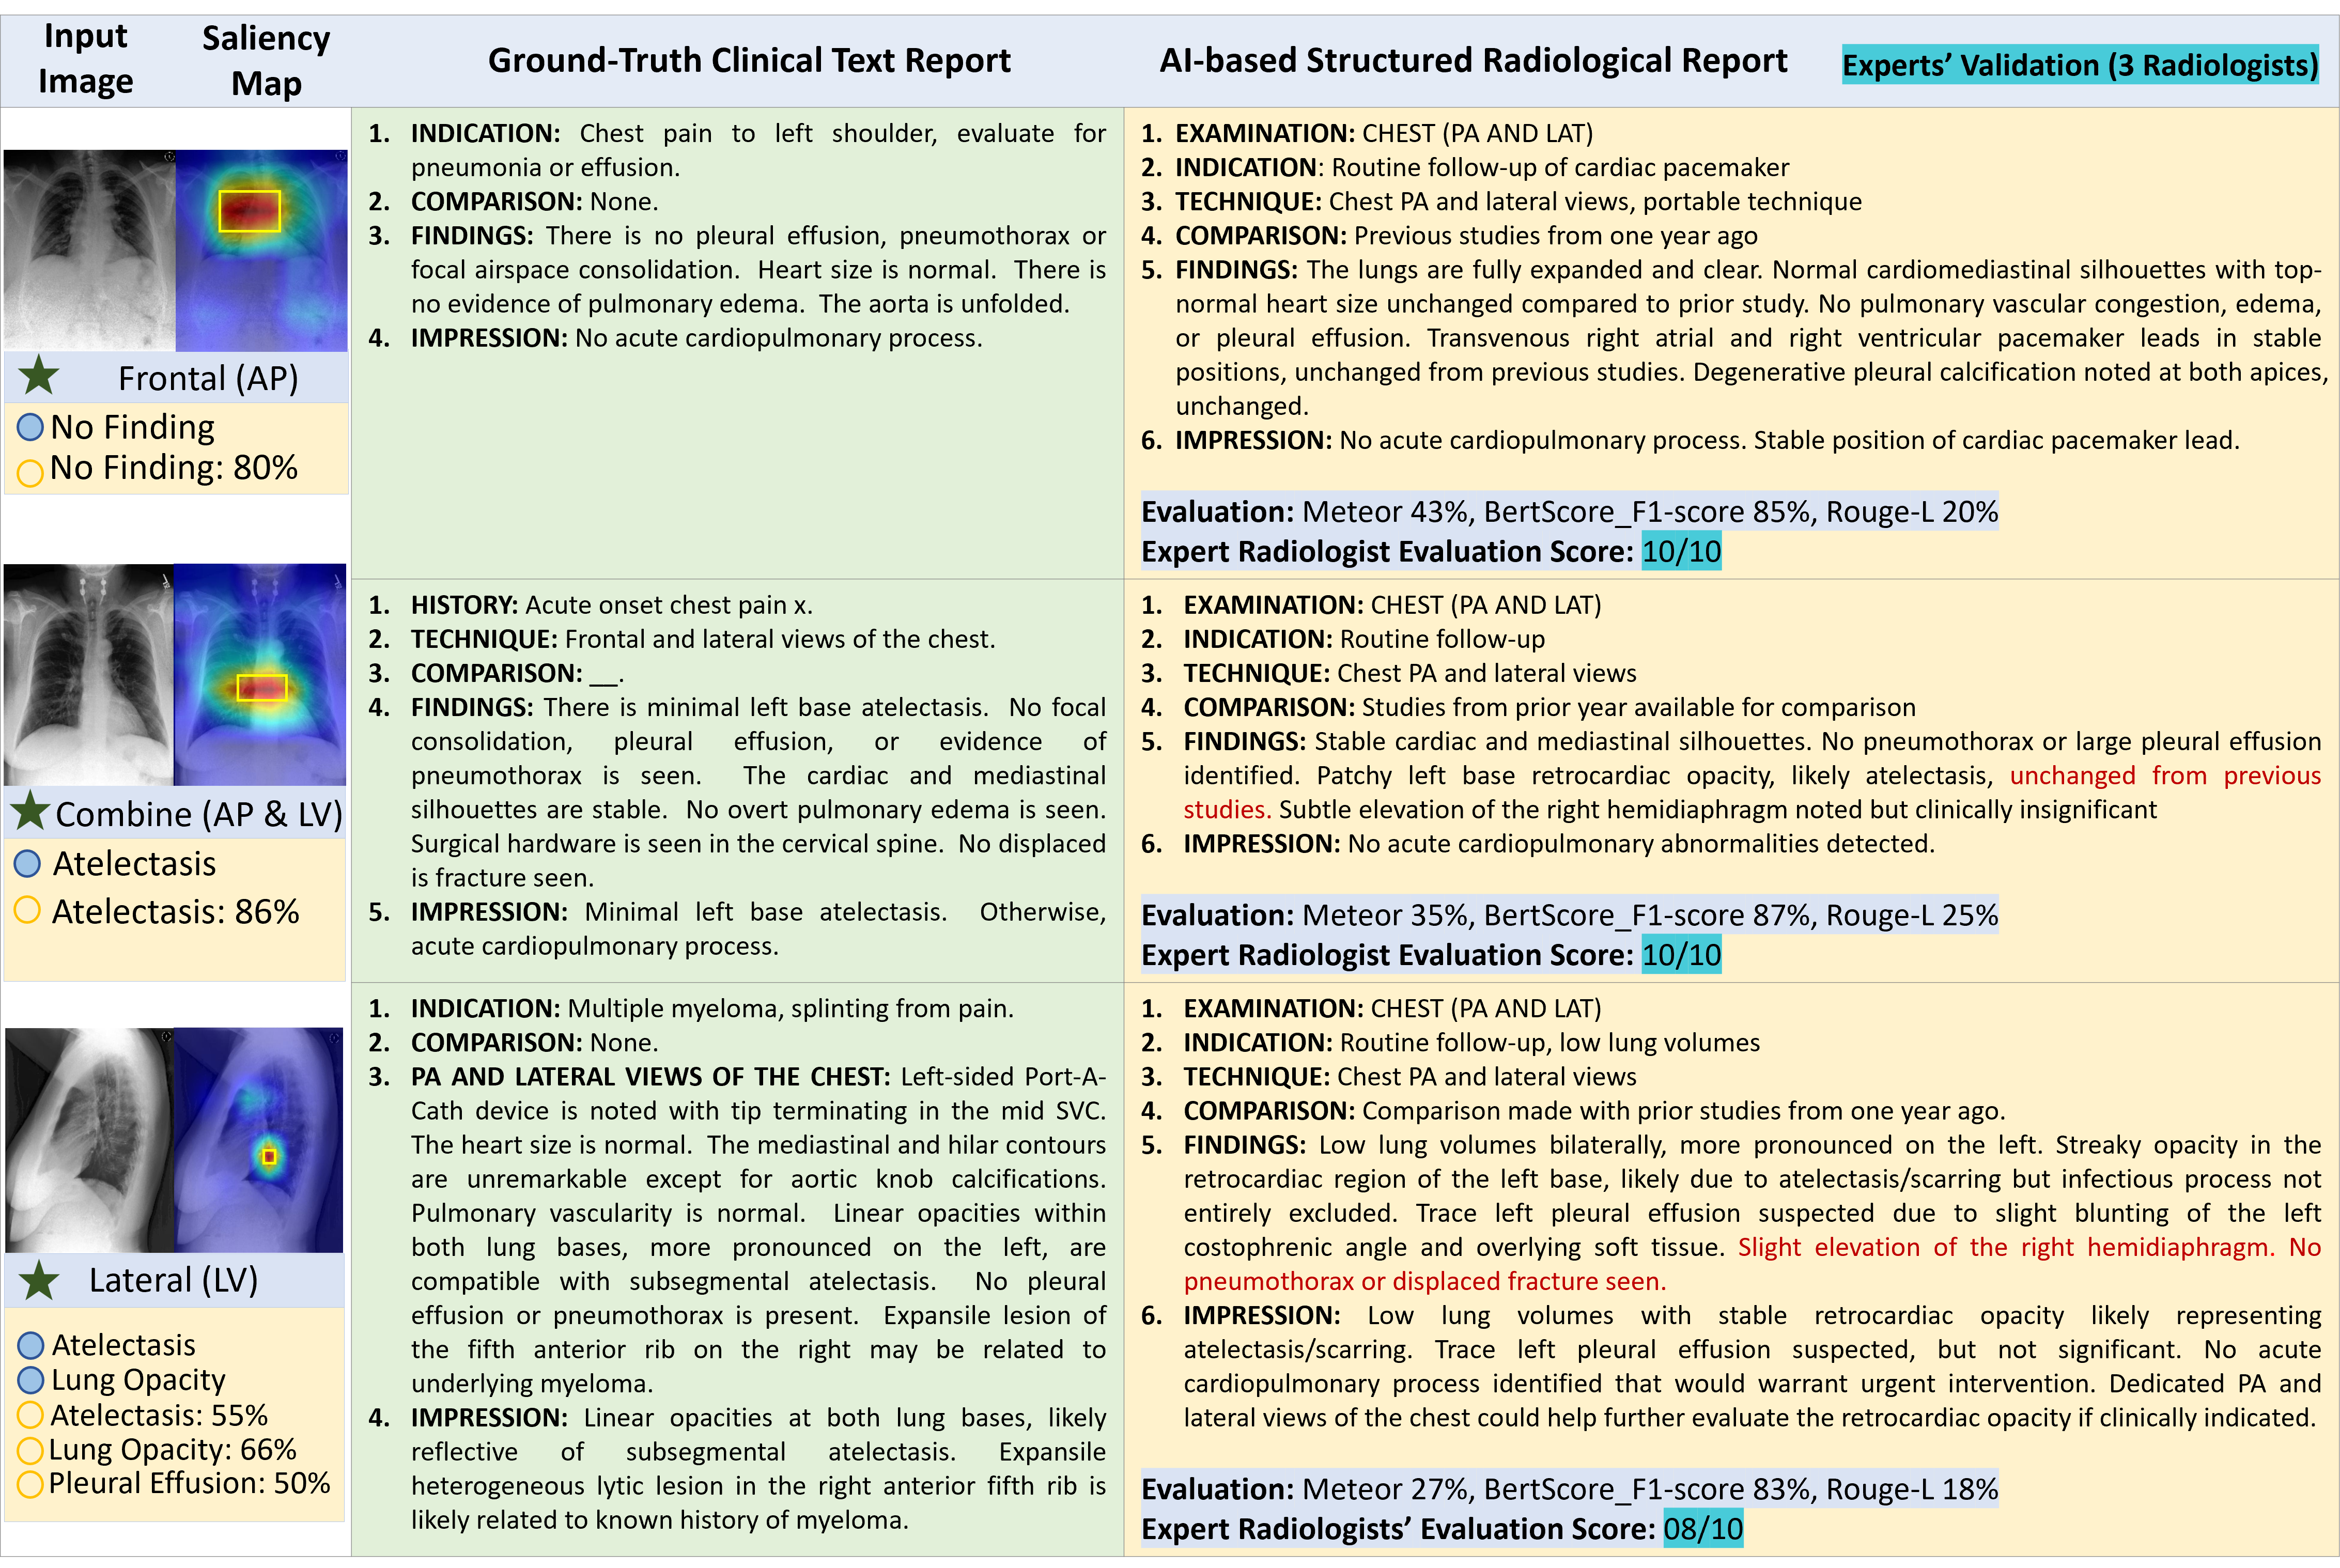 Input
Image
Saliency
Map
Ground-Truth Clinical Text Report
AI-based Structured Radiological Report
Experts’ Validation (3 Radiologists)
Frontal (AP)
No Finding
No Finding: 80%
1. INDICATION: Chest pain to left shoulder, evaluate for
pneumonia or effusion.
2. COMPARISON: None.
3. FINDINGS: There is no pleural effusion, pneumothorax or
focal airspace consolidation. Heart size is normal. There is
no evidence of pulmonary edema. The aorta is unfolded.
4. IMPRESSION: No acute cardiopulmonary process.
1. EXAMINATION: CHEST (PA AND LAT)
2. INDICATION: Routine follow-up of cardiac pacemaker
3. TECHNIQUE: Chest PA and lateral views, portable technique
4. COMPARISON: Previous studies from one year ago
5. FINDINGS: The lungs are fully expanded and clear. Normal cardiomediastinal silhouettes with top-
normal heart size unchanged compared to prior study. No pulmonary vascular congestion, edema,
or pleural effusion. Transvenous right atrial and right ventricular pacemaker leads in stable
positions, unchanged from previous studies. Degenerative pleural calcification noted at both apices,
unchanged.
6. IMPRESSION: No acute cardiopulmonary process. Stable position of cardiac pacemaker lead.
Evaluation: Meteor 43%, BertScore_F1-score 85%, Rouge-L 20%
Expert Radiologist Evaluation Score: 10/10
Combine (AP & LV)
Atelectasis
Atelectasis: 86%
1. HISTORY: Acute onset chest pain x.
2. TECHNIQUE: Frontal and lateral views of the chest.
3. COMPARISON: __.
4. FINDINGS: There is minimal left base atelectasis. No focal
consolidation, pleural effusion, or evidence of
pneumothorax is seen. The cardiac and mediastinal
silhouettes are stable. No overt pulmonary edema is seen.
Surgical hardware is seen in the cervical spine. No displaced
is fracture seen.
5. IMPRESSION: Minimal left base atelectasis. Otherwise,
acute cardiopulmonary process.
1. EXAMINATION: CHEST (PA AND LAT)
2. INDICATION: Routine follow-up
3. TECHNIQUE: Chest PA and lateral views
4. COMPARISON: Studies from prior year available for comparison
5. FINDINGS: Stable cardiac and mediastinal silhouettes. No pneumothorax or large pleural effusion
identified. Patchy left base retrocardiac opacity, likely atelectasis, unchanged from previous
studies. Subtle elevation of the right hemidiaphragm noted but clinically insignificant
6. IMPRESSION: No acute cardiopulmonary abnormalities detected.
Evaluation: Meteor 35%, BertScore_F1-score 87%, Rouge-L 25%
Expert Radiologist Evaluation Score: 10/10
Lateral (LV)
Atelectasis
Lung Opacity
Atelectasis: 55%
Lung Opacity: 66%
Pleural Effusion: 50%
1. INDICATION: Multiple myeloma, splinting from pain.
2. COMPARISON: None.
3. PA AND LATERAL VIEWS OF THE CHEST: Left-sided Port-A-
Cath device is noted with tip terminating in the mid SVC.
The heart size is normal. The mediastinal and hilar contours
are unremarkable except for aortic knob calcifications.
Pulmonary vascularity is normal. Linear opacities within
both lung bases, more pronounced on the left, are
compatible with subsegmental atelectasis. No pleural
effusion or pneumothorax is present. Expansile lesion of
the fifth anterior rib on the right may be related to
underlying myeloma.
4. IMPRESSION: Linear opacities at both lung bases, likely
reflective of subsegmental atelectasis. Expansile
heterogeneous lytic lesion in the right anterior fifth rib is
likely related to known history of myeloma.
1. EXAMINATION: CHEST (PA AND LAT)
2. INDICATION: Routine follow-up, low lung volumes
3. TECHNIQUE: Chest PA and lateral views
4. COMPARISON: Comparison made with prior studies from one year ago.
5. FINDINGS: Low lung volumes bilaterally, more pronounced on the left. Streaky opacity in the
retrocardiac region of the left base, likely due to atelectasis/scarring but infectious process not
entirely excluded. Trace left pleural effusion suspected due to slight blunting of the left
costophrenic angle and overlying soft tissue. Slight elevation of the right hemidiaphragm. No
pneumothorax or displaced fracture seen.
6. IMPRESSION: Low lung volumes with stable retrocardiac opacity likely representing
atelectasis/scarring. Trace left pleural effusion suspected, but not significant. No acute
cardiopulmonary process identified that would warrant urgent intervention. Dedicated PA and
lateral views of the chest could help further evaluate the retrocardiac opacity if clinically indicated.
Evaluation: Meteor 27%, BertScore_F1-score 83%, Rouge-L 18%
Expert Radiologists’ Evaluation Score: 08/10